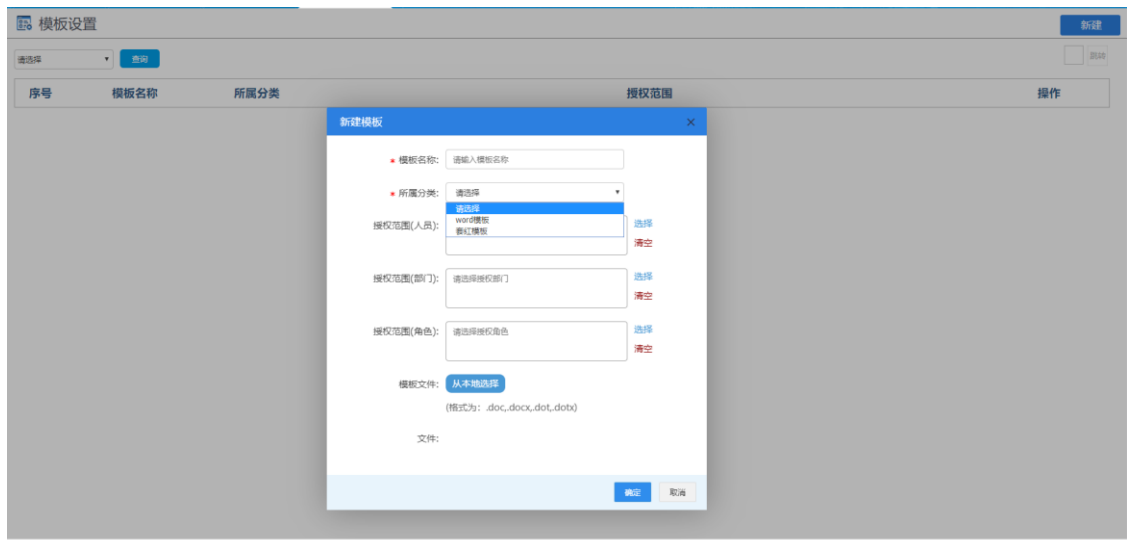 模板设置
新建
请选择
查询
跳转
序号 模板名称 所属分类 授权范围 操作
新建模板 ×
* 模板名称: 请输入模板名称
* 所属分类: 请选择
请选择
word模板
套红模板
授权范围(人员): 选择
清空
授权范围(部门): 请选择授权部门 选择
清空
授权范围(角色): 请选择授权角色 选择
清空
模板文件: 从本地选择
(格式为: .doc,.docx,.dot,.dotx)
文件:
确定 取消